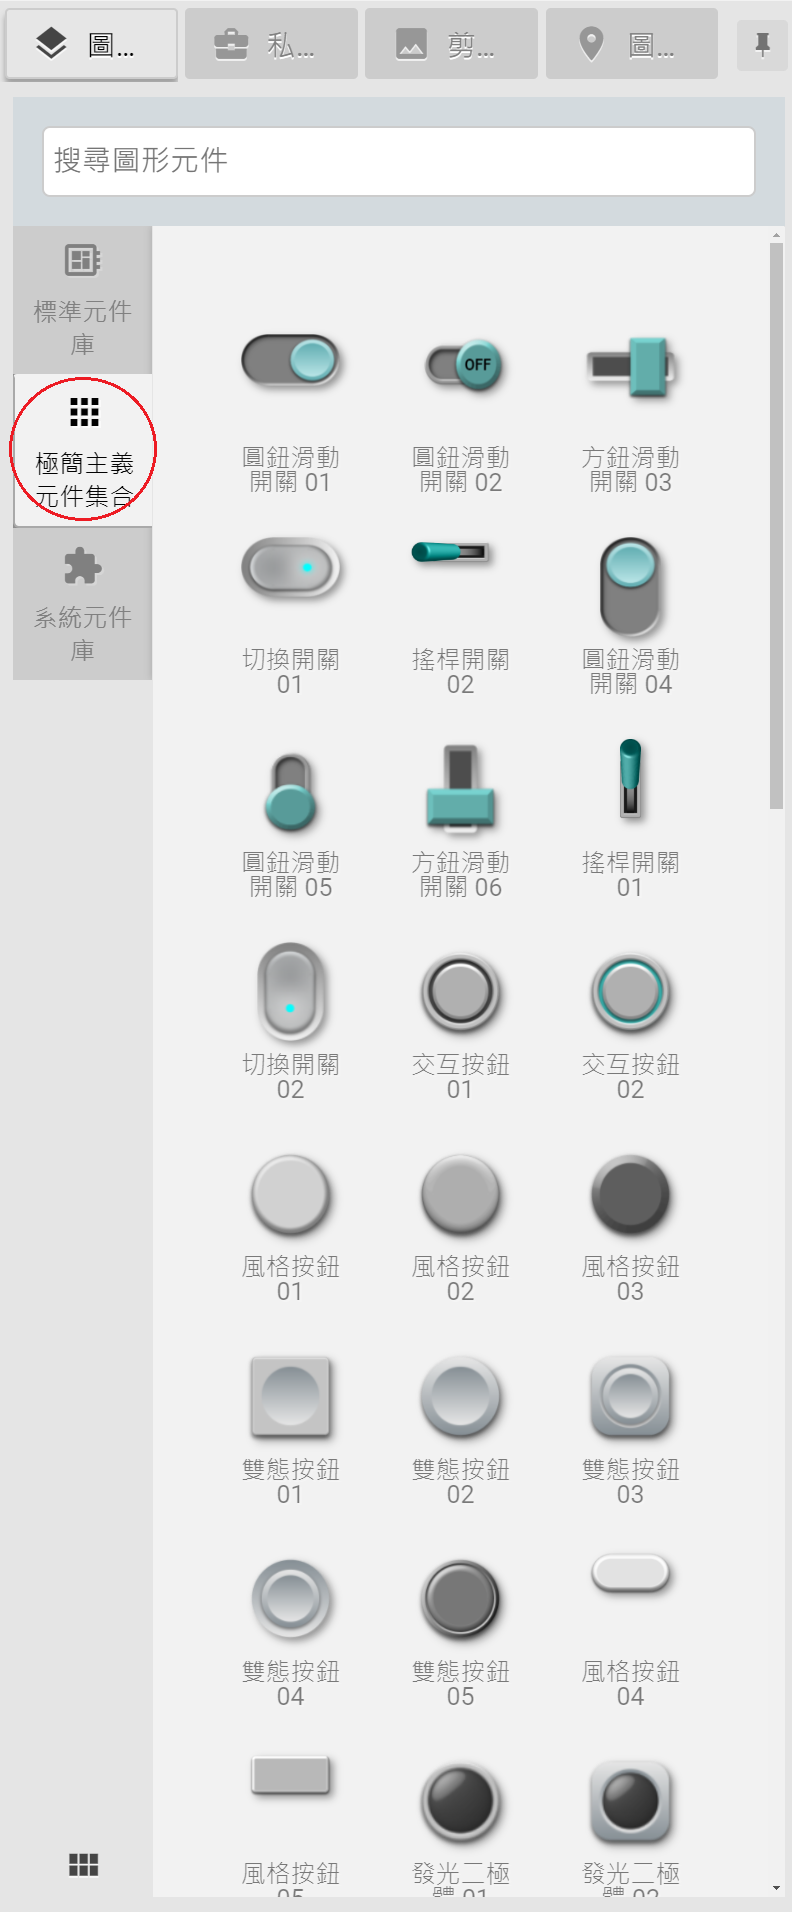 圖...
私...
剪...
圖...
搜尋圖形元件
標準元件
庫
極簡主義
元件集合
系統元件
庫
圓鈕滑動
開關 01
圓鈕滑動
開關 02
方鈕滑動
開關 03
OFF
切換開關
01
搖桿開關
02
圓鈕滑動
開關 04
圓鈕滑動
開關 05
方鈕滑動
開關 06
搖桿開關
01
切換開關
02
交互按鈕
01
交互按鈕
02
風格按鈕
01
風格按鈕
02
風格按鈕
03
雙態按鈕
01
雙態按鈕
02
雙態按鈕
03
雙態按鈕
04
雙態按鈕
05
風格按鈕
04
風格按鈕
05
發光二極
體 01
發光二極
體 02